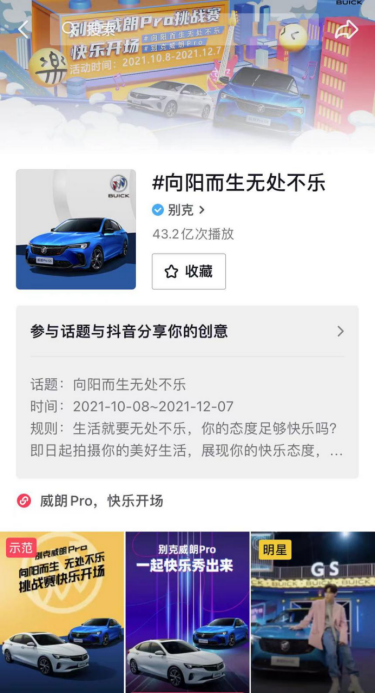 BUICK
别克威朗Pro挑战赛
搜索
快乐开场
#向阳而生无处不乐
#别克威朗Pro
活动时间：2021.10.8-2021.12.7
BUICK
#向阳而生无处不乐
别克
43.2亿次播放
收藏
参与话题与抖音分享你的创意
话题：向阳而生无处不乐
时间：2021-10-08~2021-12-07
规则：生活就要无处不乐，你的态度足够快乐吗？
即日起拍摄你的美好生活，展现你的快乐态度，...
威朗Pro，快乐开场
示范
别克威朗Pro
向阳而生 无处不乐
挑战赛快乐开场
别克威朗Pro
一起快乐秀出来
明星
GS
BUICK